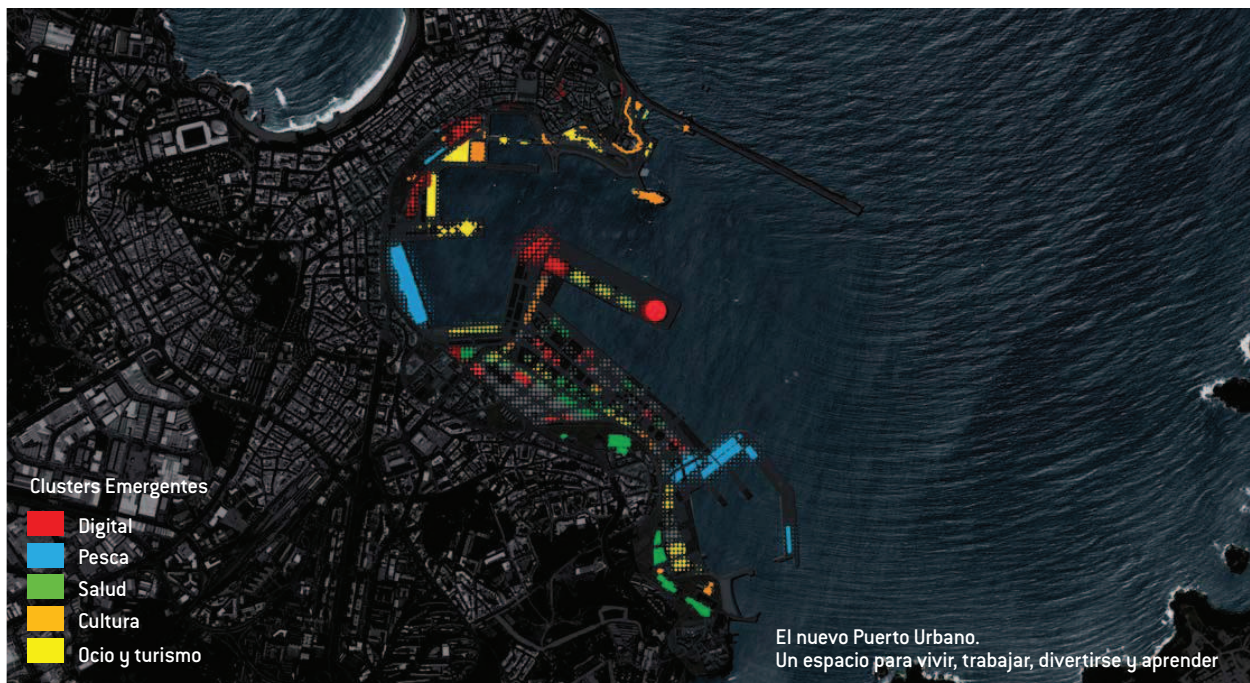 Clusters Emergentes
Digital
Pesca
Salud
Cultura
Ocio y turismo
El nuevo Puerto Urbano.
Un espacio para vivir, trabajar, divertirse y aprender